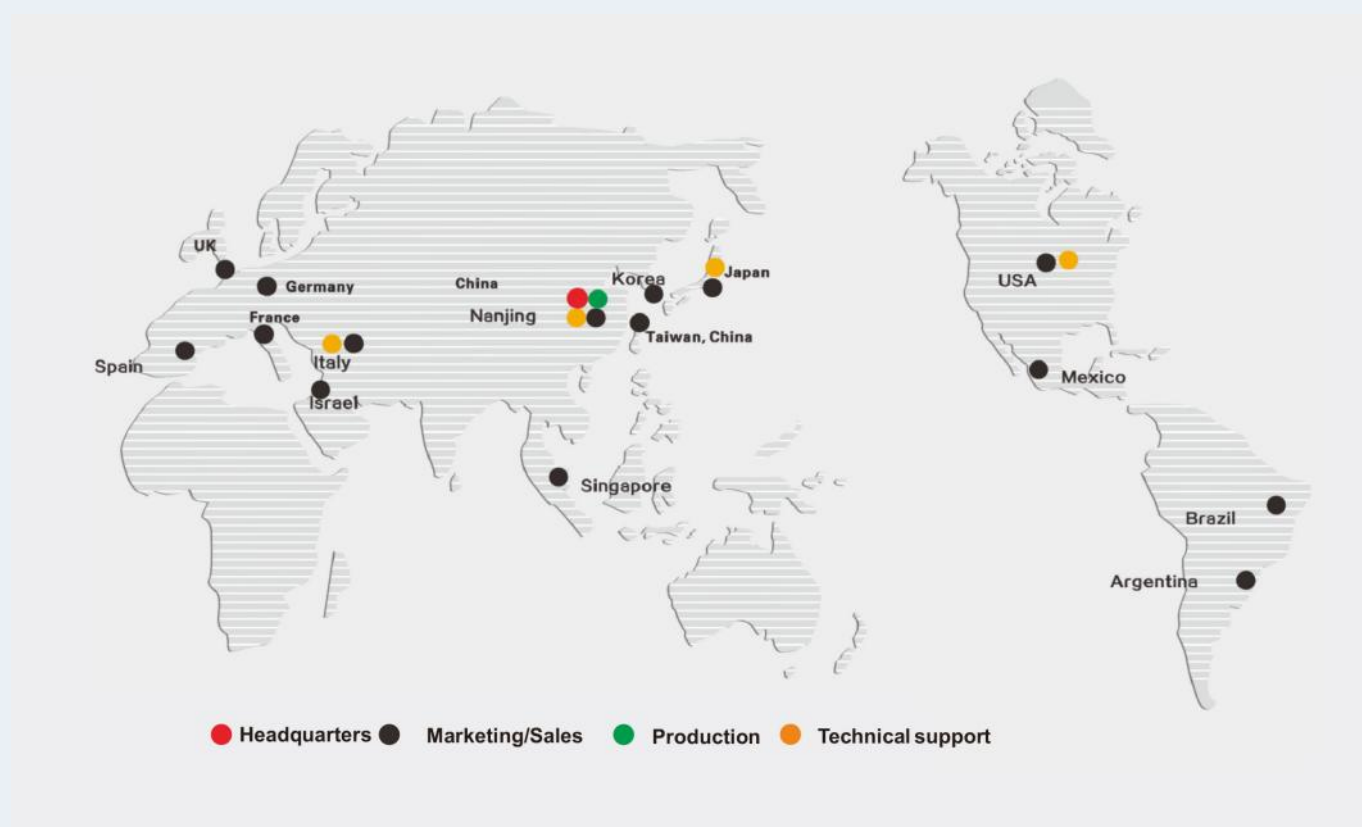 UK
Germany
China
Korea
Japan
USA
France
Nanjing
Taiwan, China
Spain
Italy
Mexico
Israel
Singapore
Brazil
Argentina
Headquarters
Marketing/Sales
Production
Technical support